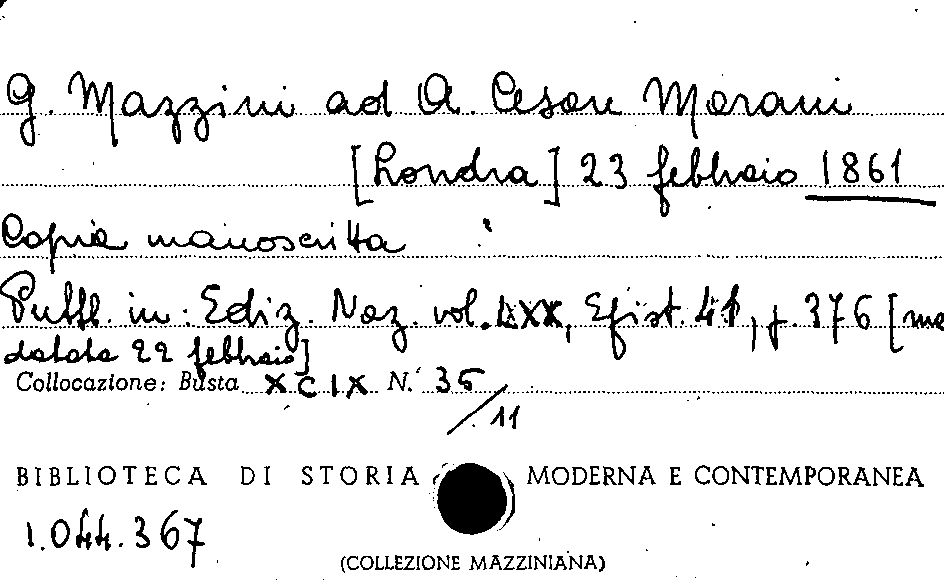 G. Mazzini ad A. Cesare Morani
[Londra] 23 febbraio 1861
Copia manoscritta
Pubbl. in: Ediz. Naz. vol. LXX, Epist. 41, p. 376 [ma
datata 22 febbraio]
Collocazione: Busta XCIX N. 36
/11
BIBLIOTECA DI STORIA MODERNA E CONTEMPORANEA
1.044.367
(COLLEZIONE MAZZINIANA)